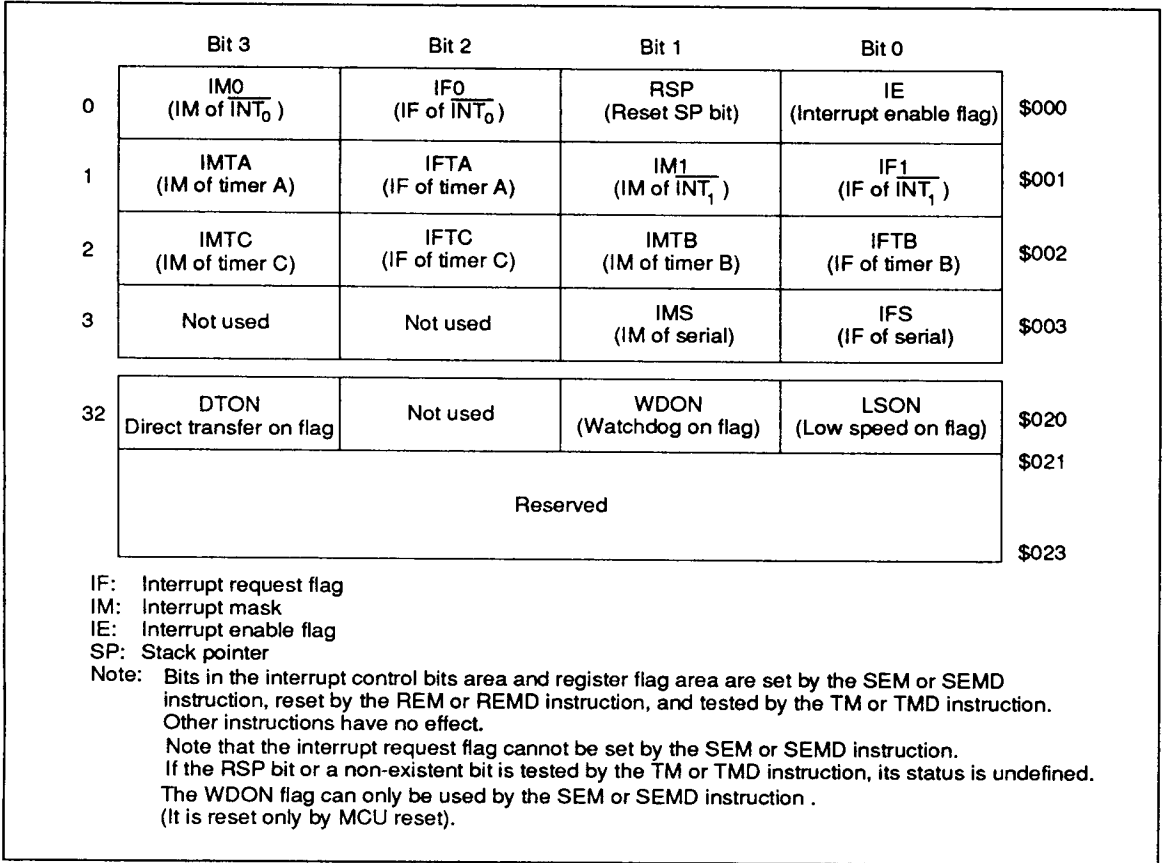 Bit 3 Bit 2 Bit 1 Bit 0
0 IM0 (IM of INT0 ) IF0 (IF of INT0 ) RSP (Reset SP bit) IE (Interrupt enable flag) $000
1 IMTA (IM of timer A) IFTA (IF of timer A) IM1 (IM of INT1 ) IF1 (IF of INT1 ) $001
2 IMTC (IM of timer C) IFTC (IF of timer C) IMTB (IM of timer B) IFTB (IF of timer B) $002
3 Not used Not used IMS (IM of serial) IFS (IF of serial) $003
32 DTON Direct transfer on flag Not used WDON (Watchdog on flag) LSON (Low speed on flag) $020
$021
Reserved
$023
IF: Interrupt request flag
IM: Interrupt mask
IE: Interrupt enable flag
SP: Stack pointer
Note: Bits in the interrupt control bits area and register flag area are set by the SEM or SEMD
instruction, reset by the REM or REMD instruction, and tested by the TM or TMD instruction.
Other instructions have no effect.
Note that the interrupt request flag cannot be set by the SEM or SEMD instruction.
If the RSP bit or a non-existent bit is tested by the TM or TMD instruction, its status is undefined.
The WDON flag can only be used by the SEM or SEMD instruction .
(It is reset only by MCU reset).